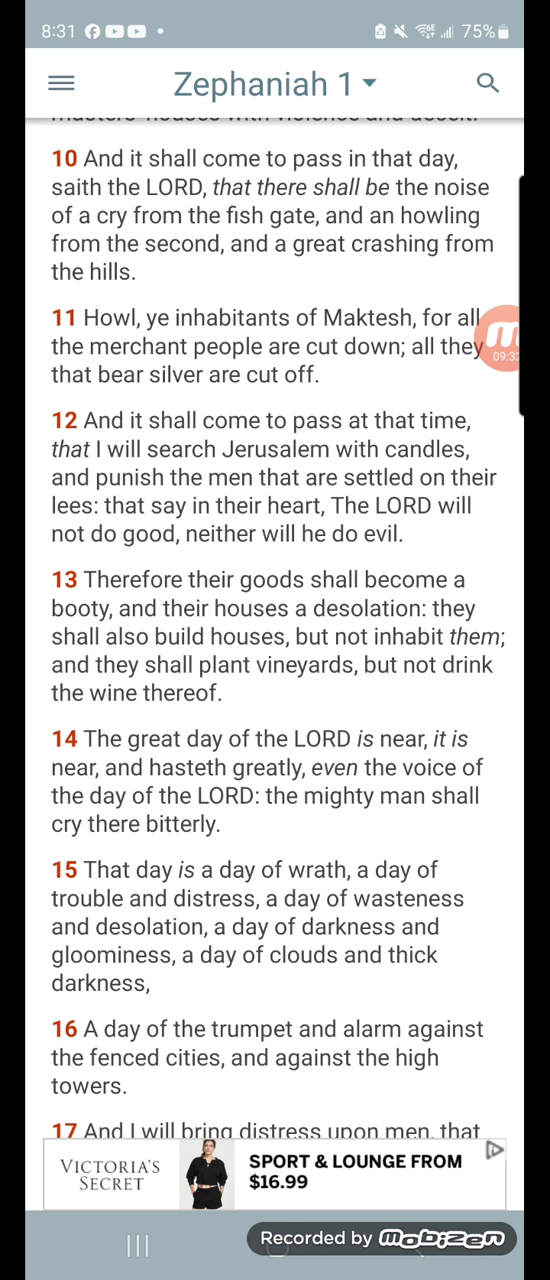 8:31
75%
Zephaniah 1
masters' houses with violence and deceit.
10 And it shall come to pass in that day,
saith the LORD, that there shall be the noise
of a cry from the fish gate, and an howling
from the second, and a great crashing from
the hills.
11 Howl, ye inhabitants of Maktesh, for all
the merchant people are cut down; all they
that bear silver are cut off.
09:32
12 And it shall come to pass at that time,
that I will search Jerusalem with candles,
and punish the men that are settled on their
lees: that say in their heart, The LORD will
not do good, neither will he do evil.
13 Therefore their goods shall become a
booty, and their houses a desolation: they
shall also build houses, but not inhabit them;
and they shall plant vineyards, but not drink
the wine thereof.
14 The great day of the LORD is near, it is
near, and hasteth greatly, even the voice of
the day of the LORD: the mighty man shall
cry there bitterly.
15 That day is a day of wrath, a day of
trouble and distress, a day of wasteness
and desolation, a day of darkness and
gloominess, a day of clouds and thick
darkness,
16 A day of the trumpet and alarm against
the fenced cities, and against the high
towers.
17 And I will bring distress upon men, that
VICTORIA'S
SECRET
SPORT & LOUNGE FROM
$16.99
Recorded by mobizen